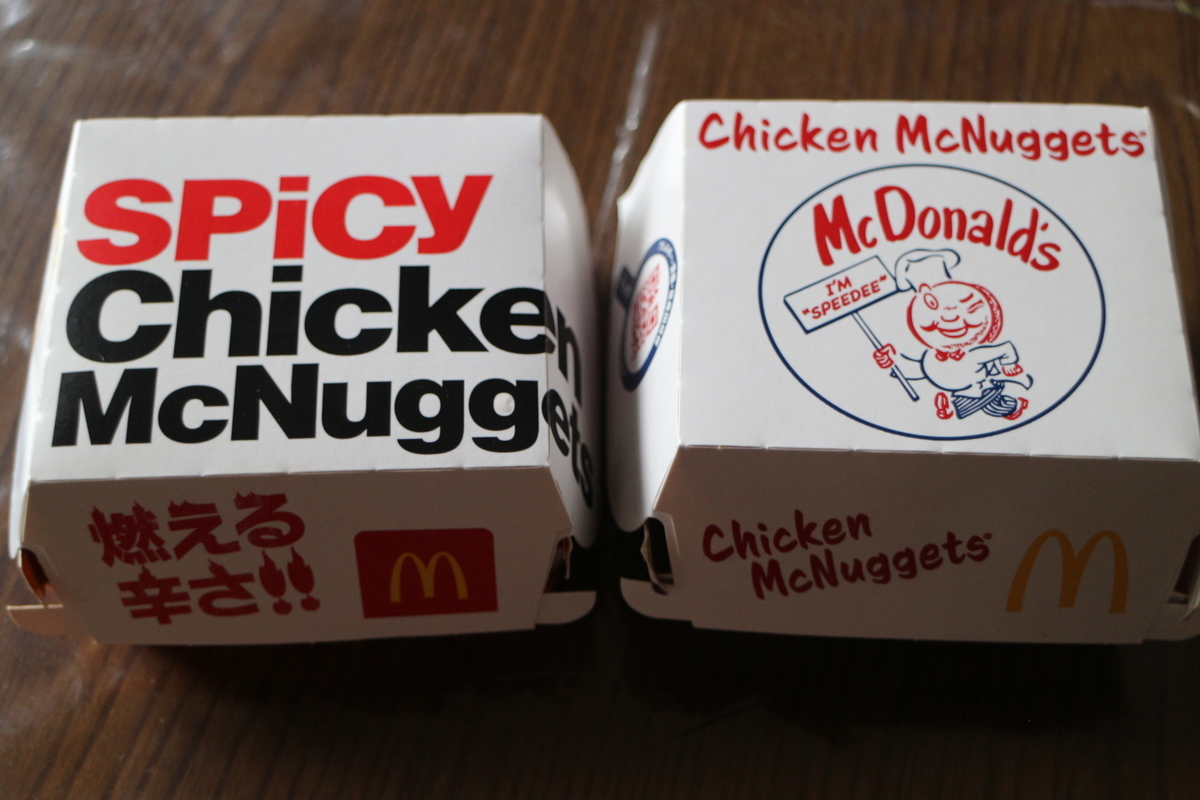 SPiCy
Chicken
McNuggets
燃える
辛さ!!
Chicken McNuggets®
McDonald's
I'M
"SPEEDEE"
Chicken
McNuggets®